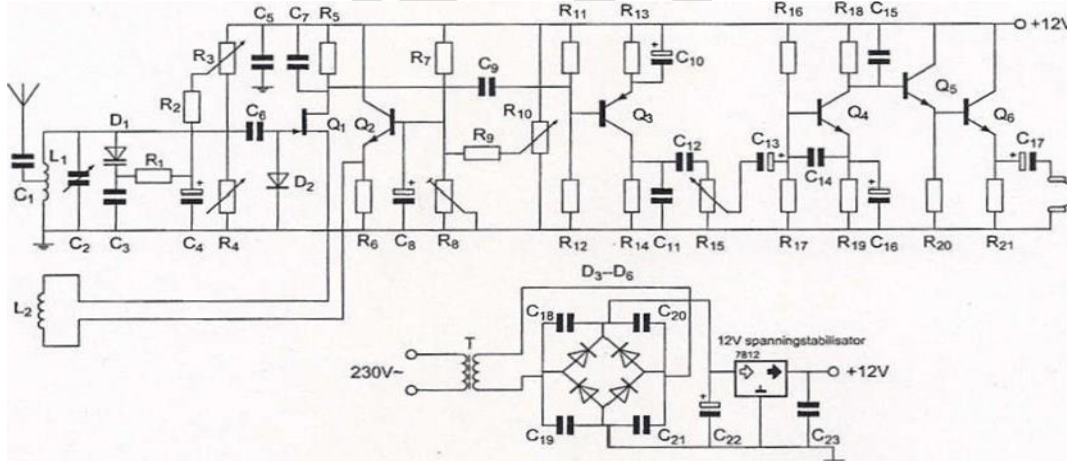 C5 C7 R5 R11 R13 R16 R18 C15
+12V
R3 R7 C9 C10
R2 R10 Q5
D1 C6 Q1 Q2 Q3 Q4 Q6
L1 R1 R9 C12 C13 C17
C1 D2 C14
C2 C3 C4 R4 R6 C8 R8 R12 R14 C11 R15 R17 R19 C16 R20 R21
L2
D3--D6
C18 C20
T 12V spanningstabilisator
7812
230V~ +12V
C19 C21 C22 C23